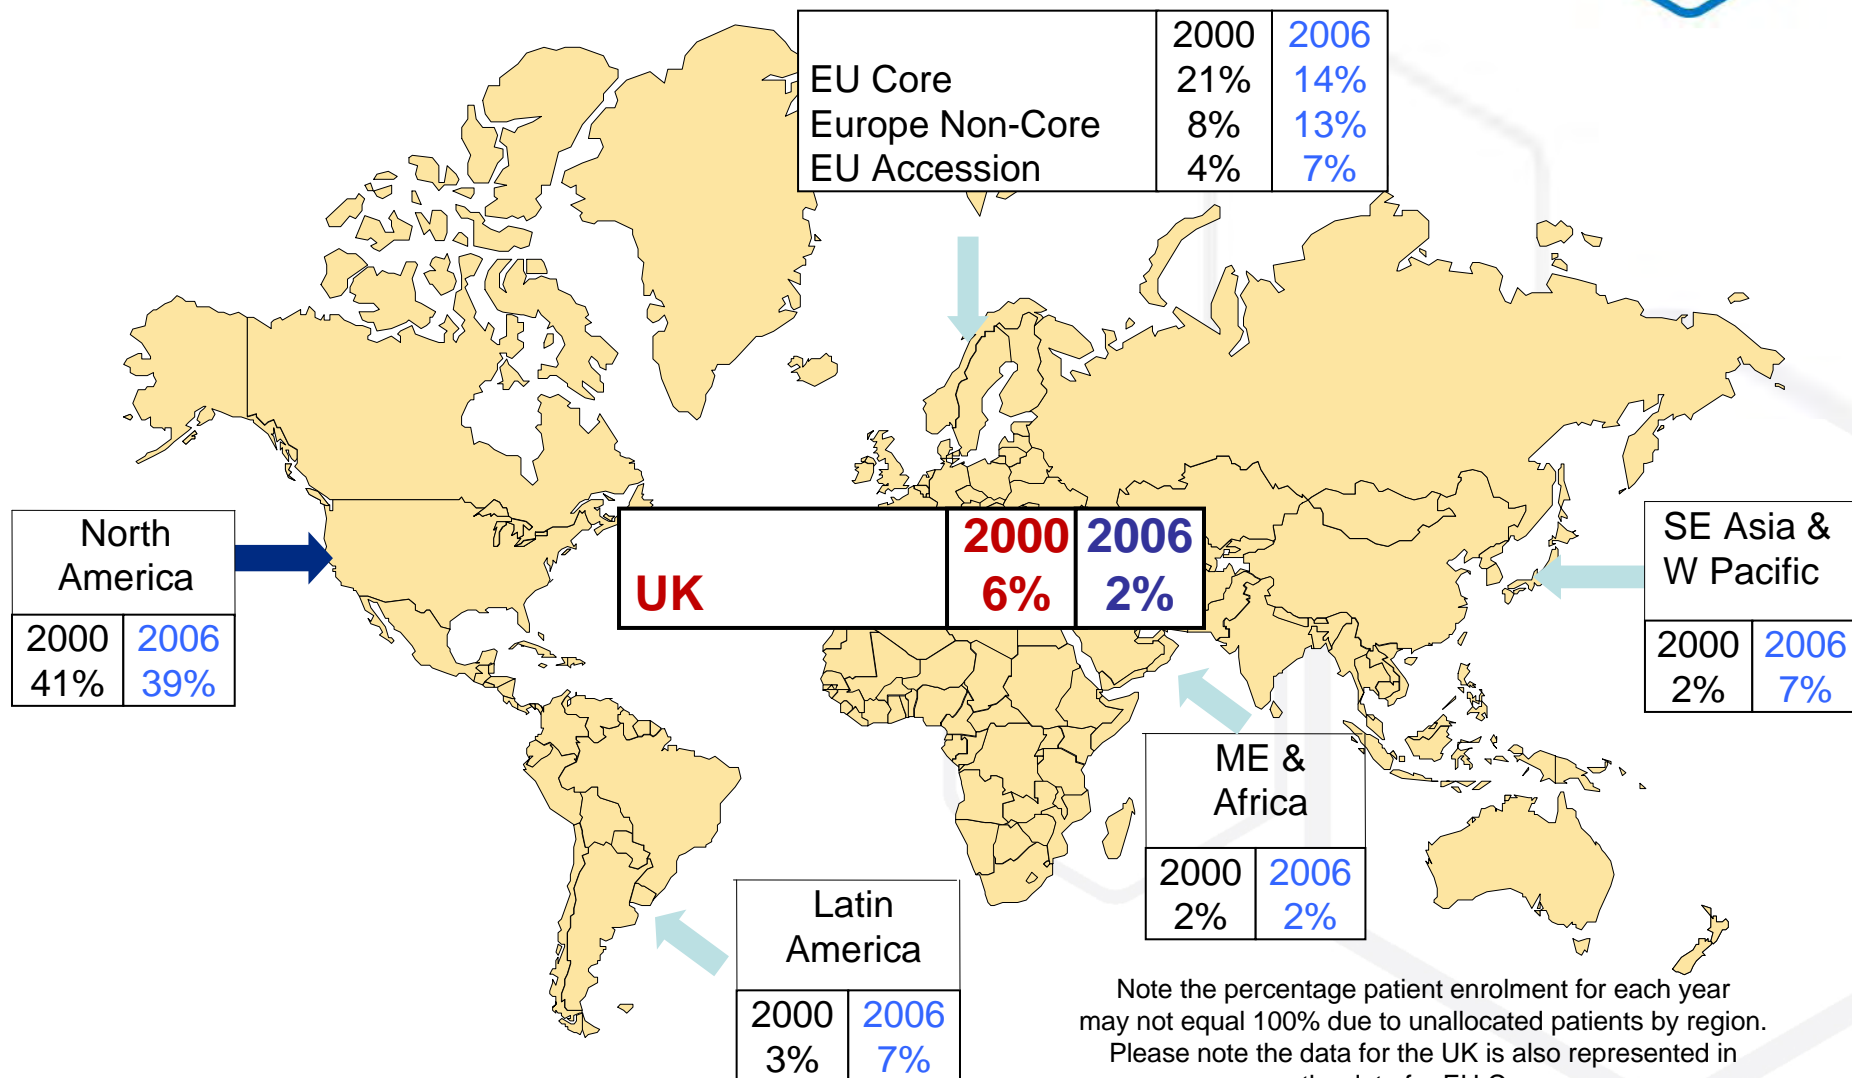 2000 2006
EU Core 21% 14%
Europe Non-Core 8% 13%
EU Accession 4% 7%
North
America
2000 2006
41% 39%
2000 2006
UK 6% 2%
SE Asia &
W Pacific
2000 2006
2% 7%
ME &
Africa
2000 2006
2% 2%
Latin
America
2000 2006
3% 7%
Note the percentage patient enrolment for each year
may not equal 100% due to unallocated patients by region.
Please note the data for the UK is also represented in